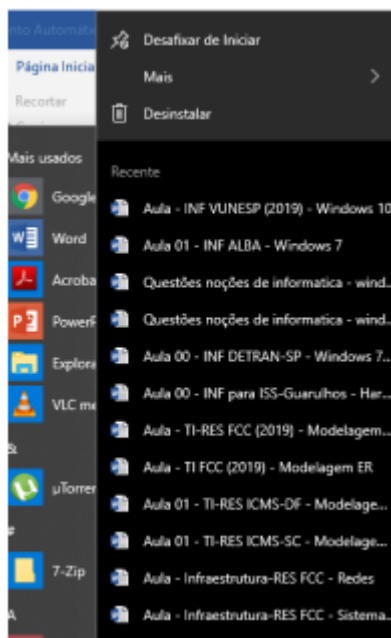 nto Automátic
Página Inicia
Recortar
Mais usados
Google
Word
Acroba
PowerP
Explora
VLC me
&
µTorren
#
7-Zip
A
Desafixar de Iniciar
Mais
Desinstalar
Recente
Aula - INF VUNESP (2019) - Windows 10
Aula 01 - INF ALBA - Windows 7
Questões noções de informatica - wind...
Questões noções de informatica - wind...
Aula 00 - INF DETRAN-SP - Windows 7...
Aula 00 - INF para ISS-Guarulhos - Har...
Aula - TI-RES FCC (2019) - Modelagem...
Aula - TI FCC (2019) - Modelagem ER
Aula 01 - TI-RES ICMS-DF - Modelage...
Aula 01 - TI-RES ICMS-SC - Modelage...
Aula - Infraestrutura-RES FCC - Redes
Aula - Infraestrutura-RES FCC - Sistema...